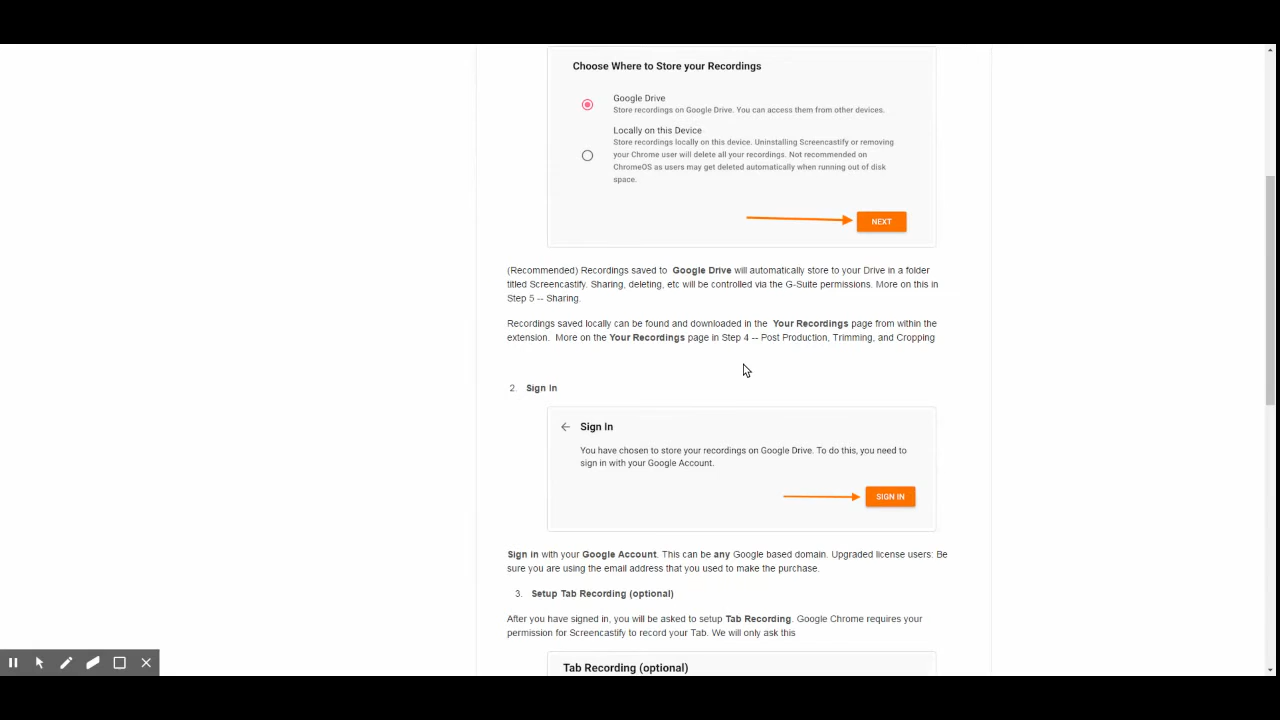 Choose Where to Store your Recordings
Google Drive
Store recordings on Google Drive. You can access them from other devices.
Locally on this Device
Store recordings locally on this device. Uninstalling Screencastify or removing
your Chrome user will delete all your recordings. Not recommended on
ChromeOS as users may get deleted automatically when running out of disk
space.
NEXT
(Recommended) Recordings saved to Google Drive will automatically store to your Drive in a folder
titled Screencastify. Sharing, deleting, etc will be controlled via the G-Suite permissions. More on this in
Step 5 -- Sharing.
Recordings saved locally can be found and downloaded in the Your Recordings page from within the
extension. More on the Your Recordings page in Step 4 -- Post Production, Trimming, and Cropping
2. Sign In
Sign In
You have chosen to store your recordings on Google Drive. To do this, you need to
sign in with your Google Account.
SIGN IN
Sign in with your Google Account. This can be any Google based domain. Upgraded license users: Be
sure you are using the email address that you used to make the purchase.
3. Setup Tab Recording (optional)
After you have signed in, you will be asked to setup Tab Recording. Google Chrome requires your
permission for Screencastify to record your Tab. We will only ask this
Tab Recording (optional)